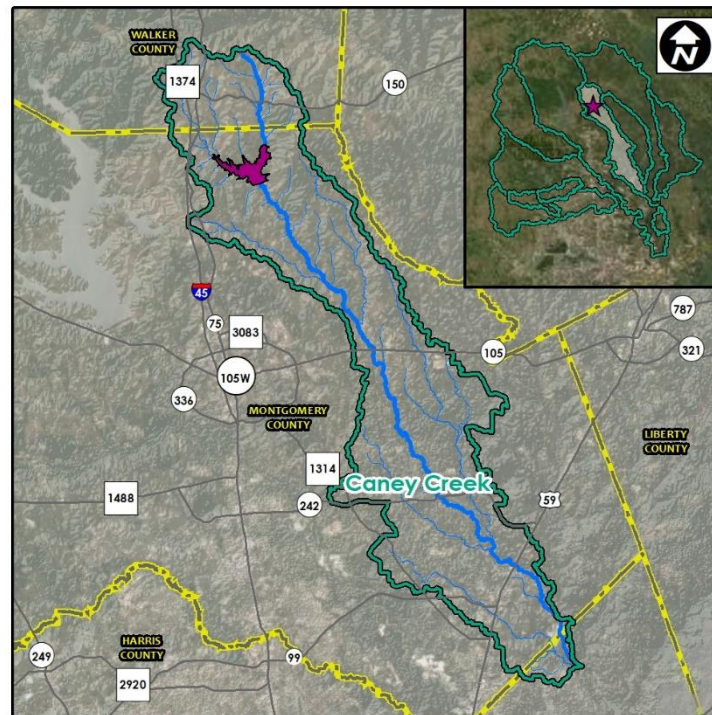 WALKER
COUNTY
1374
150
N
45
75
3083
787
321
105
105W
336
MONTGOMERY
COUNTY
LIBERTY
COUNTY
1314
Caney Creek
59
1488
242
HARRIS
COUNTY
249
99
2920